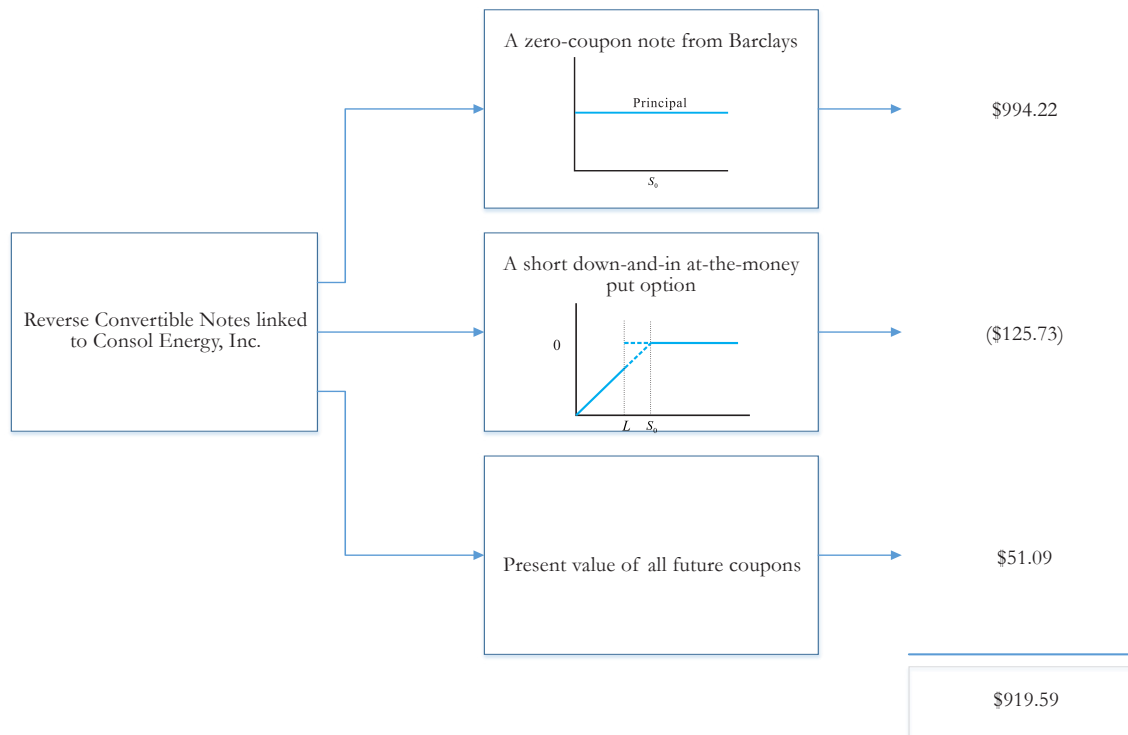 A zero-coupon note from Barclays
Principal
S₀
$994.22
Reverse Convertible Notes linked
to Consol Energy, Inc.
A short down-and-in at-the-money
put option
0
L S₀
($125.73)
Present value of all future coupons
$51.09
$919.59